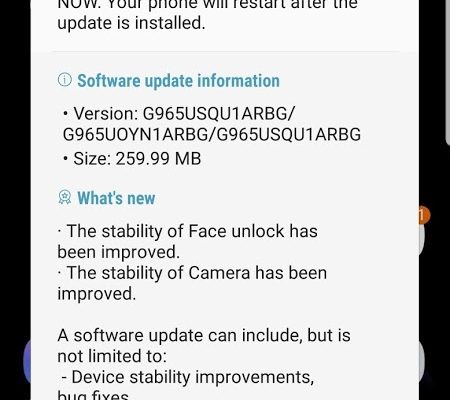 NOW. Your phone will restart after the
update is installed.
Software update information
• Version: G965USQU1ARBG/
G965UOYN1ARBG/G965USQU1ARBG
• Size: 259.99 MB
What's new
· The stability of Face unlock has
been improved.
· The stability of Camera has been
improved.
A software update can include, but is
not limited to:
- Device stability improvements,
bug fixes
1